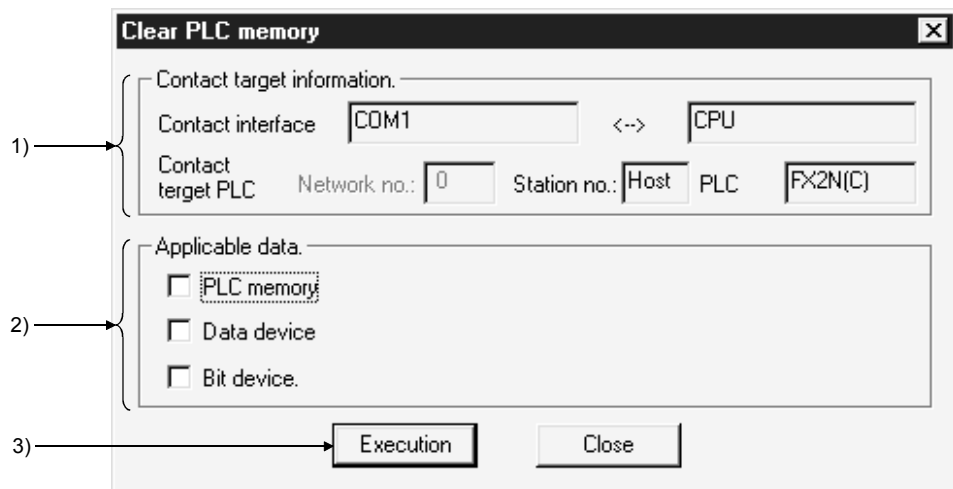 Clear PLC memory
Contact target information.
1)
Contact interface COM1 <--> CPU
Contact
terget PLC Network no.: 0 Station no.: Host PLC FX2N(C)
Applicable data.
PLC memory
2)
Data device
Bit device.
3)
Execution Close